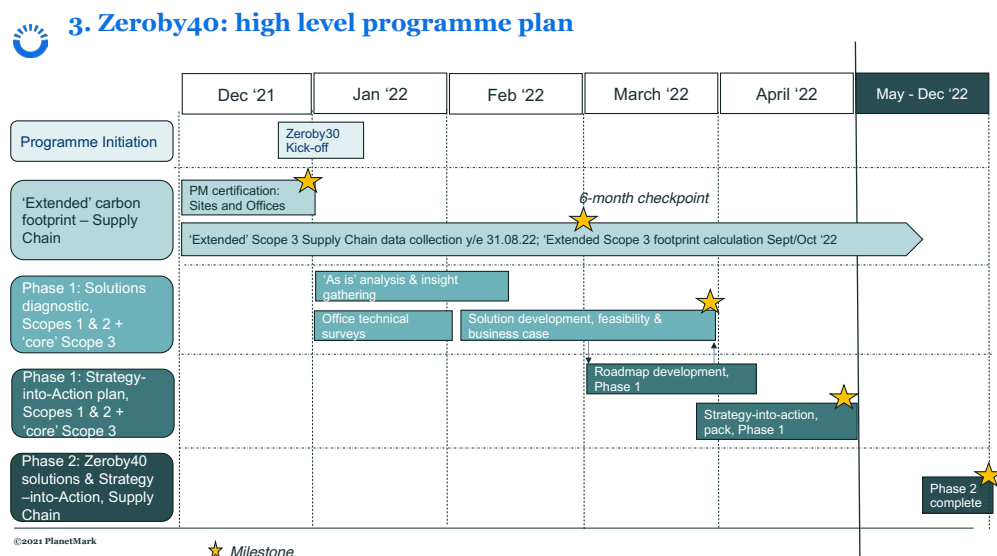 3. Zeroby40: high level programme plan
Dec ‘21
Jan ‘22
Feb ‘22
March ‘22
April ‘22
May - Dec ‘22
Programme Initiation
Zeroby30
Kick-off
‘Extended’ carbon
footprint – Supply
Chain
PM certification:
Sites and Offices
6-month checkpoint
‘Extended’ Scope 3 Supply Chain data collection y/e 31.08.22; ‘Extended Scope 3 footprint calculation Sept/Oct ‘22
Phase 1: Solutions
diagnostic,
Scopes 1 & 2 +
‘core’ Scope 3
‘As is’ analysis & insight
gathering
Office technical
surveys
Solution development, feasibility &
business case
Phase 1: Strategy-
into-Action plan,
Scopes 1 & 2 +
‘core’ Scope 3
Roadmap development,
Phase 1
Strategy-into-action,
pack, Phase 1
Phase 2: Zeroby40
solutions & Strategy
–into-Action, Supply
Chain
Phase 2
complete
©2021 PlanetMark
Milestone